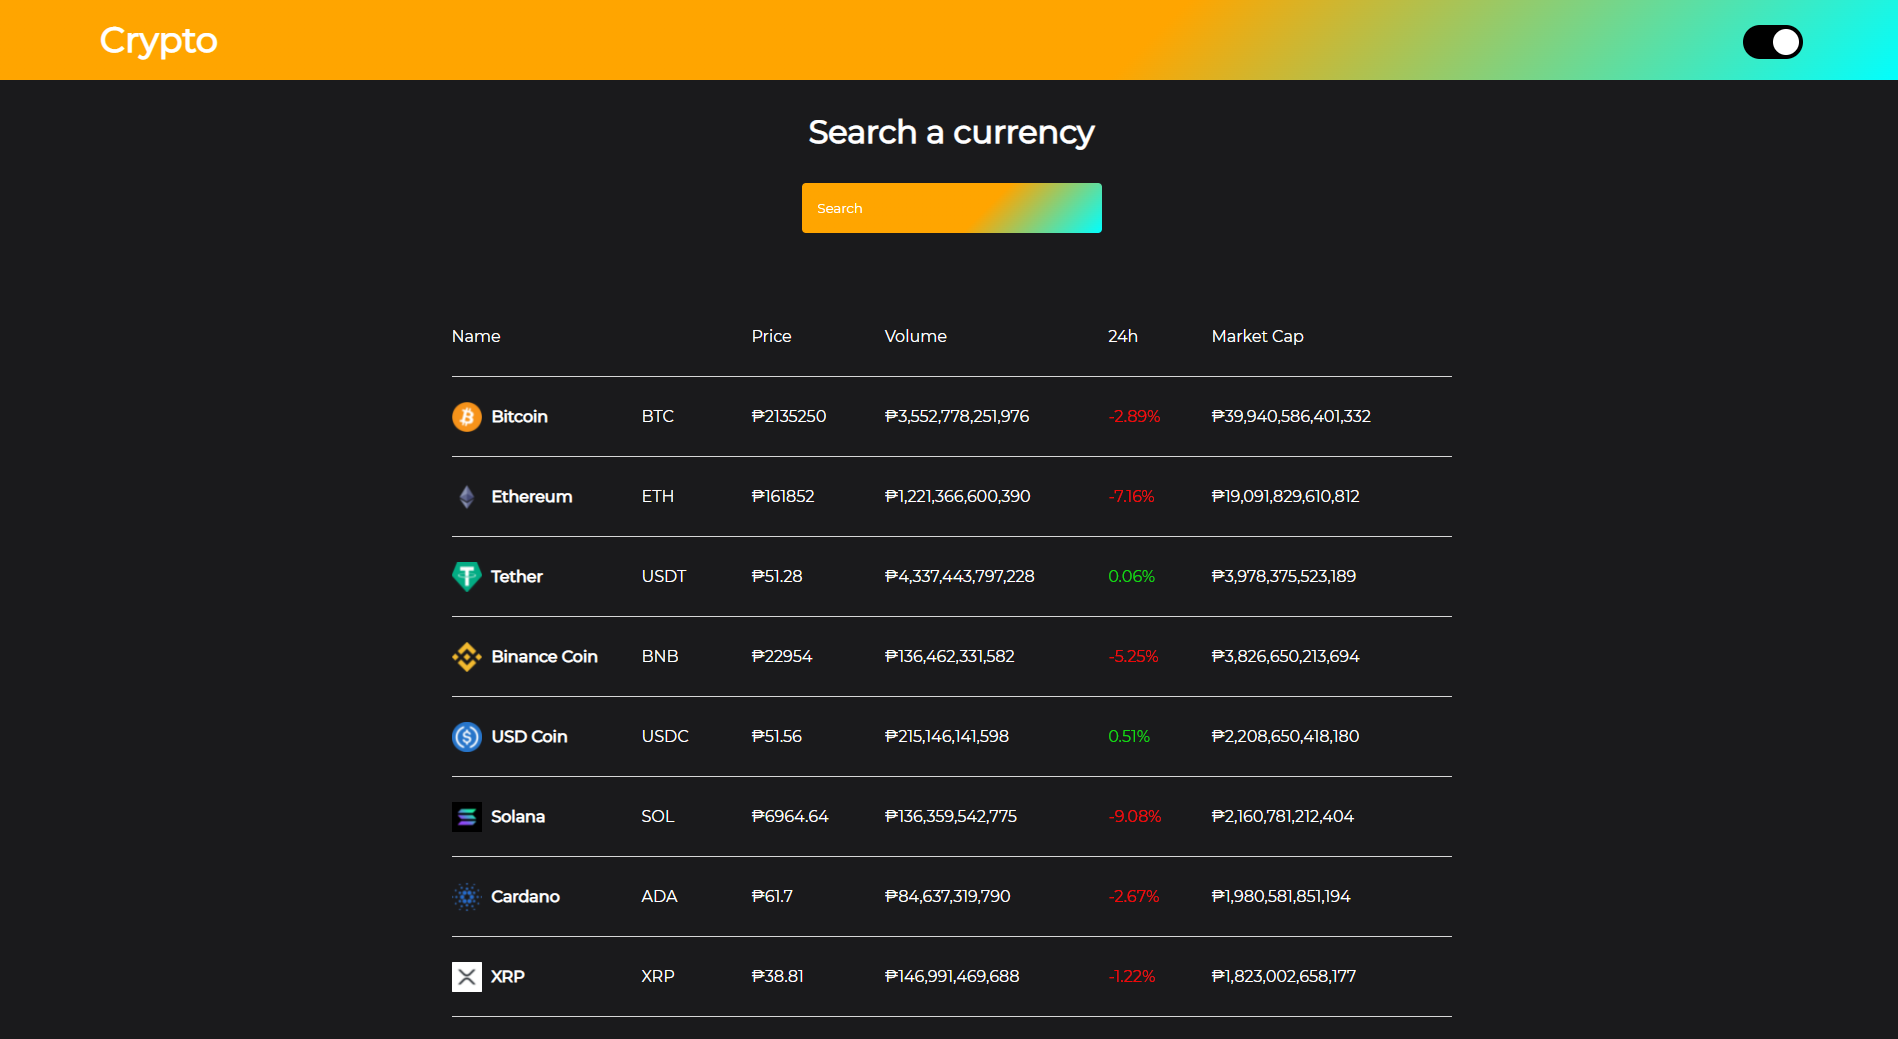 Crypto
Search a currency
Search
Name Price Volume 24h Market Cap
Bitcoin BTC ₱2135250 ₱3,552,778,251,976 -2.89% ₱39,940,586,401,332
Ethereum ETH ₱161852 ₱1,221,366,600,390 -7.16% ₱19,091,829,610,812
Tether USDT ₱51.28 ₱4,337,443,797,228 0.06% ₱3,978,375,523,189
Binance Coin BNB ₱22954 ₱136,462,331,582 -5.25% ₱3,826,650,213,694
USD Coin USDC ₱51.56 ₱215,146,141,598 0.51% ₱2,208,650,418,180
Solana SOL ₱6964.64 ₱136,359,542,775 -9.08% ₱2,160,781,212,404
Cardano ADA ₱61.7 ₱84,637,319,790 -2.67% ₱1,980,581,851,194
XRP XRP ₱38.81 ₱146,991,469,688 -1.22% ₱1,823,002,658,177